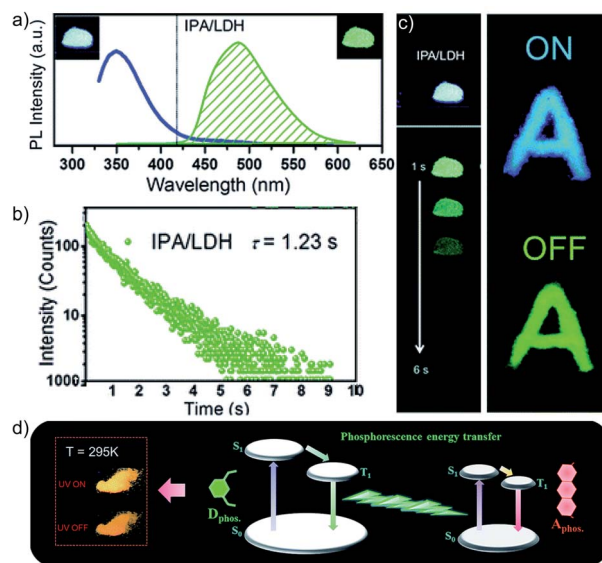 a)
IPA/LDH
PL Intensity (a.u.)
300 350 400 450 500 550 600 650
Wavelength (nm)
b)
IPA/LDH τ = 1.23 s
Intensity (Counts)
100
10
1000
1 2 3 4 5 6 7 8 9 10
Time (s)
c)
IPA/LDH
1 s
6 s
ON
A
OFF
A
d)
T = 295K
UV ON
UV OFF
Dphos.
Phosphorescence energy transfer
S1
T1
S0
S1
T1
S0
Aphos.